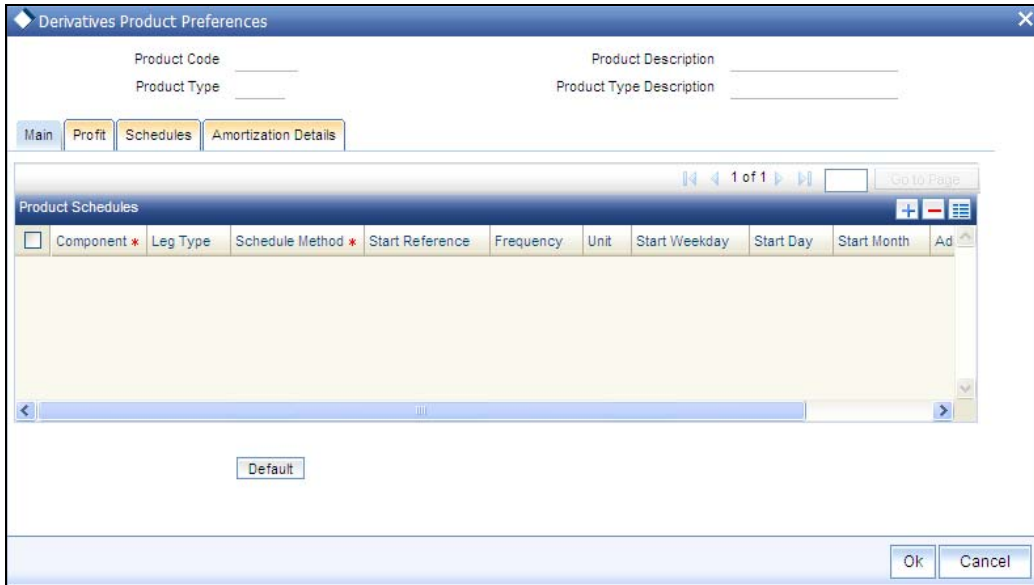 Derivatives Product Preferences
Product Code
Product Description
Product Type
Product Type Description
Main Profit Schedules Amortization Details
1 of 1 Go to Page
Product Schedules
Component * Leg Type Schedule Method * Start Reference Frequency Unit Start Weekday Start Day Start Month Ad
Default
Ok Cancel